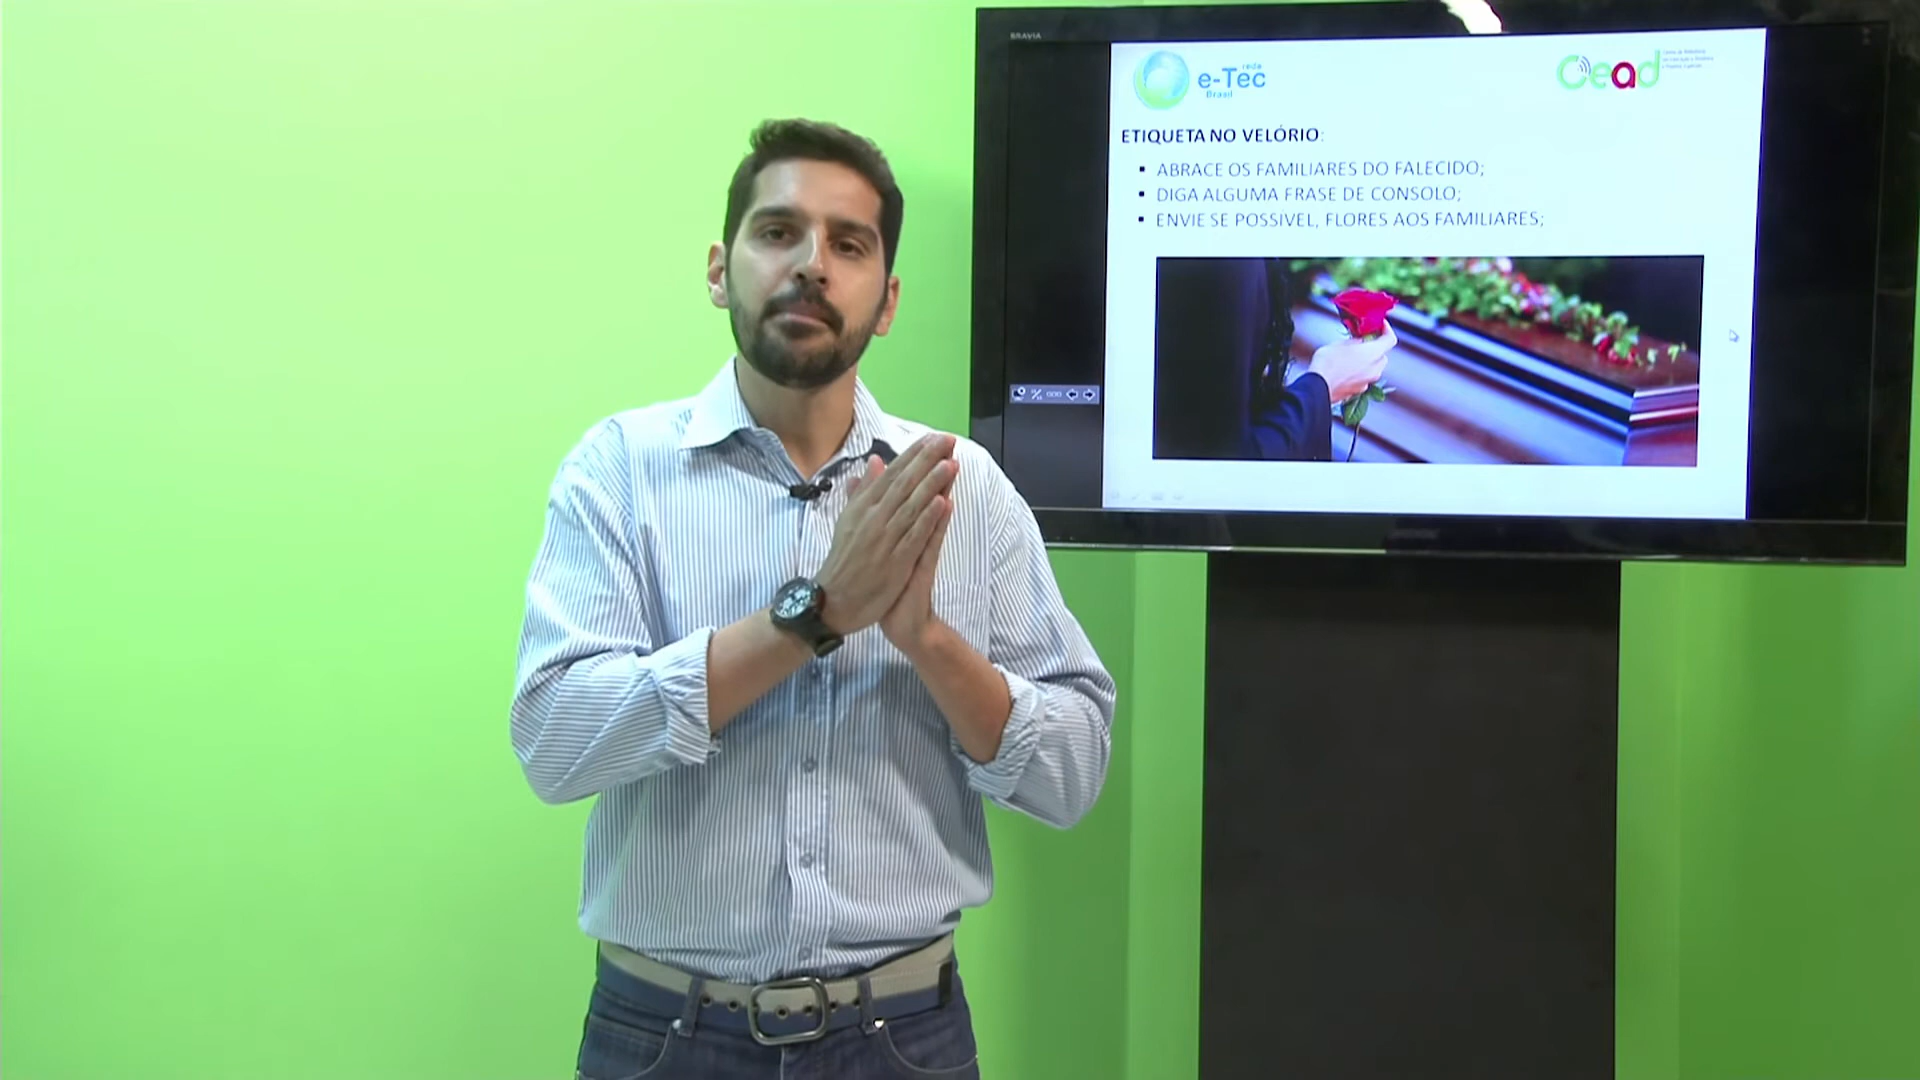 BRAVIA
rede
e-Tec
Brasil
Cead
ETIQUETA NO VELÓRIO:
▪ ABRACE OS FAMILIARES DO FALECIDO;
▪ DIGA ALGUMA FRASE DE CONSOLO;
▪ ENVIE SE POSSIVEL, FLORES AOS FAMILIARES;